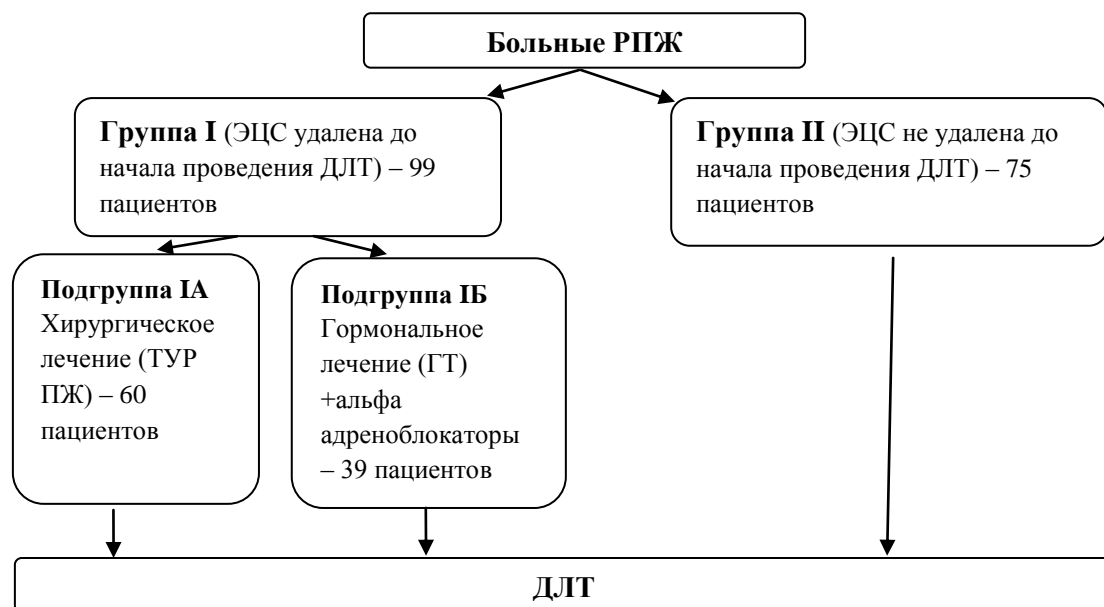 Больные РПЖ
Группа I (ЭЦС удалена до
начала проведения ДЛТ) – 99
пациентов
Группа II (ЭЦС не удалена до
начала проведения ДЛТ) – 75
пациентов
Подгруппа IА
Хирургическое
лечение (ТУР
ПЖ) – 60
пациентов
Подгруппа IБ
Гормональное
лечение (ГТ)
+альфа
адреноблокаторы
– 39 пациентов
ДЛТ